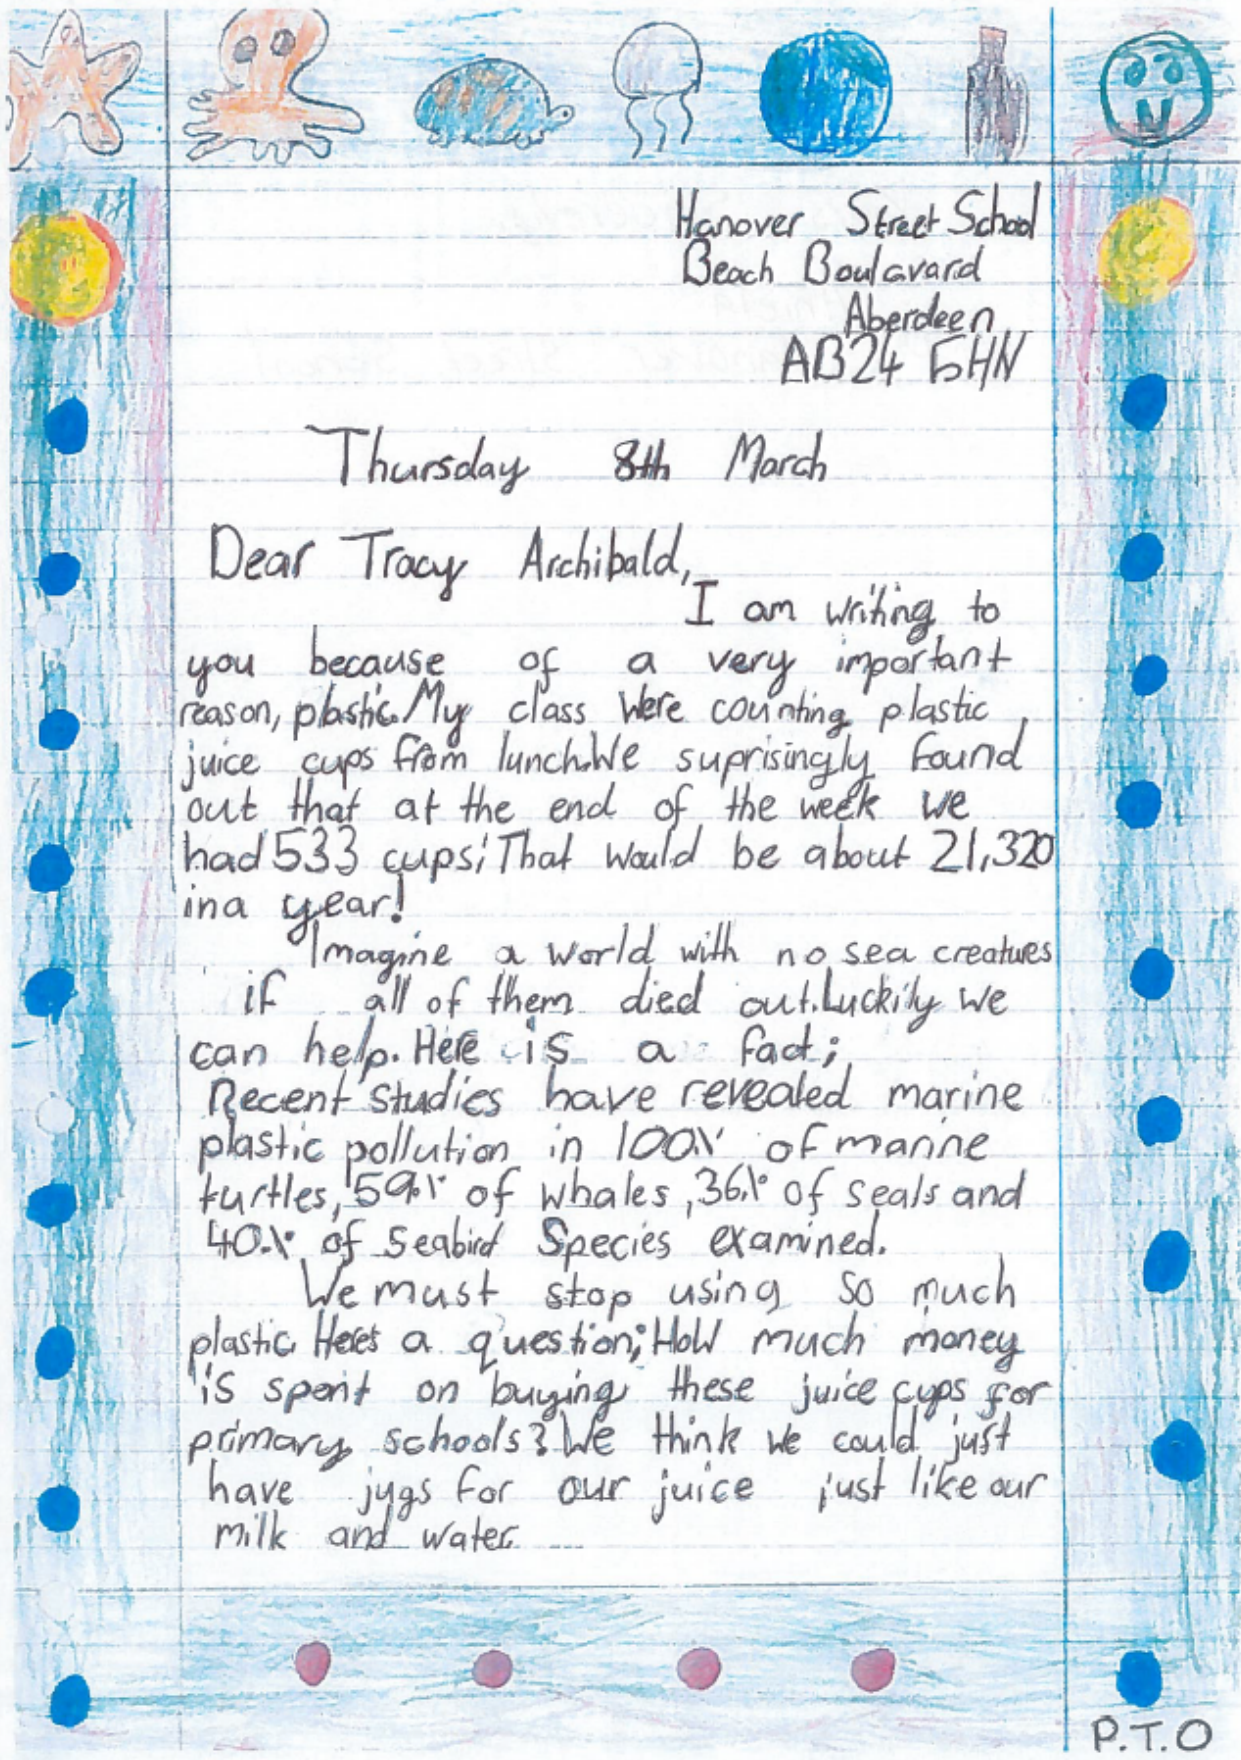 Hanover Street School
Beach Boulavard
Aberdeen
AB24 5HN
Thursday 8th March
Dear Tracy Archibald,
I am writing to
you because of a very important
reason, plastic. My class were counting plastic
juice cups from lunch. We suprisingly found
out that at the end of the week we
had 533 cups; That would be about 21,320
in a year!
Imagine a world with no sea creatures
if all of them died out. Luckily we
can help. Here is a fact;
Recent studies have revealed marine
plastic pollution in 100% of marine
turtles, 59% of whales, 36% of seals and
40% of seabird species examined.
We must stop using so much
plastic. Here's a question; How much money
is spent on buying these juice cups for
primary schools? We think we could just
have jugs for our juice just like our
milk and water.
P.T.O